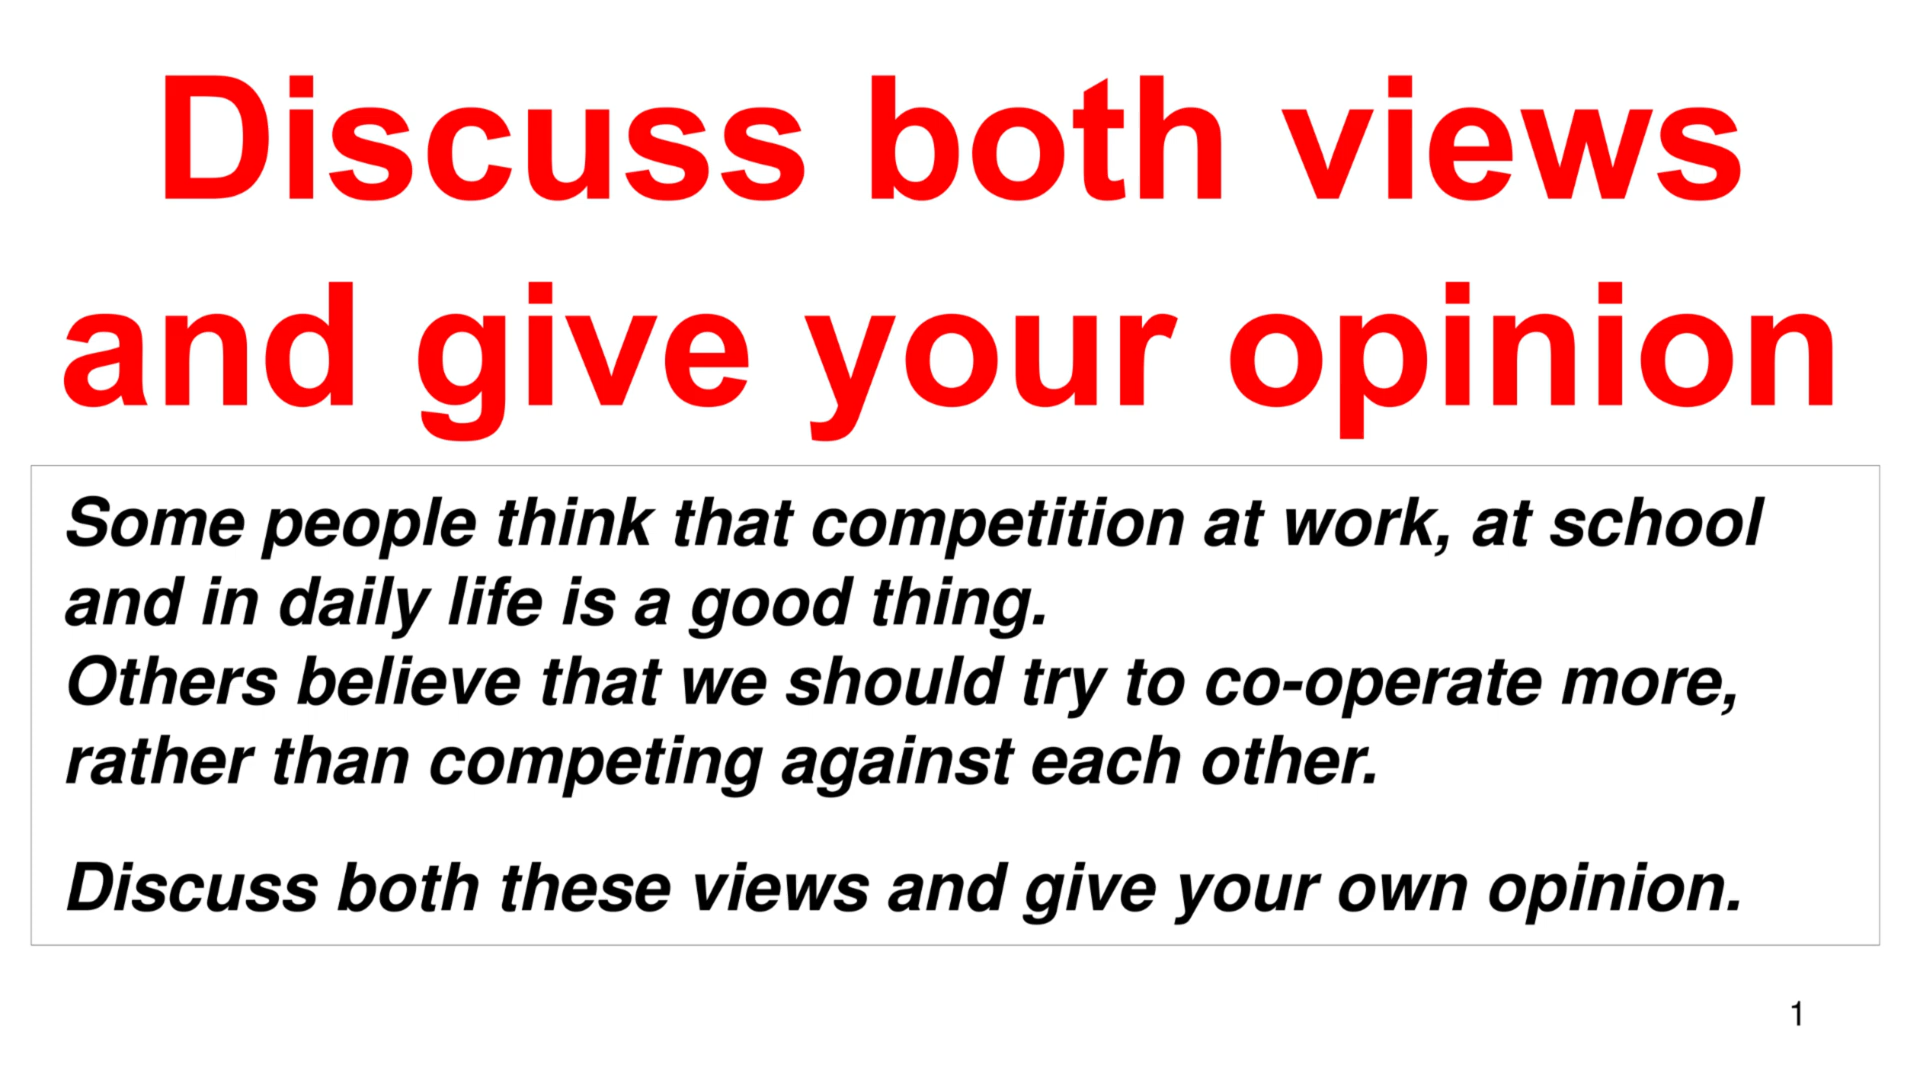 Discuss both views
and give your opinion
Some people think that competition at work, at school
and in daily life is a good thing.
Others believe that we should try to co-operate more,
rather than competing against each other.
Discuss both these views and give your own opinion.
1